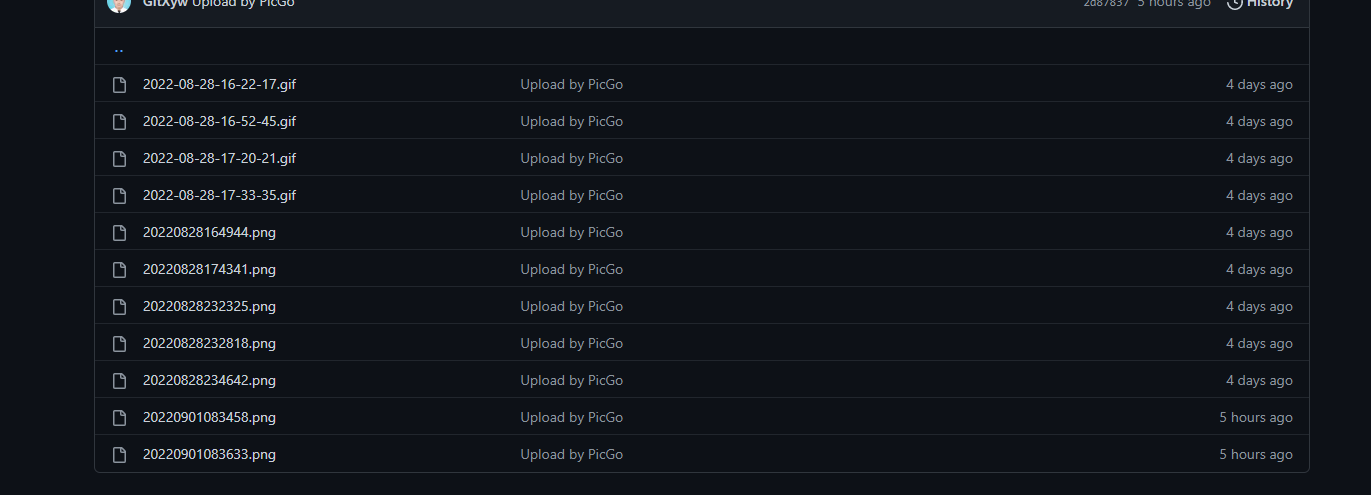 GitXyw Upload by PicGo 2d87837 5 hours ago History
..
2022-08-28-16-22-17.gif Upload by PicGo 4 days ago
2022-08-28-16-52-45.gif Upload by PicGo 4 days ago
2022-08-28-17-20-21.gif Upload by PicGo 4 days ago
2022-08-28-17-33-35.gif Upload by PicGo 4 days ago
20220828164944.png Upload by PicGo 4 days ago
20220828174341.png Upload by PicGo 4 days ago
20220828232325.png Upload by PicGo 4 days ago
20220828232818.png Upload by PicGo 4 days ago
20220828234642.png Upload by PicGo 4 days ago
20220901083458.png Upload by PicGo 5 hours ago
20220901083633.png Upload by PicGo 5 hours ago